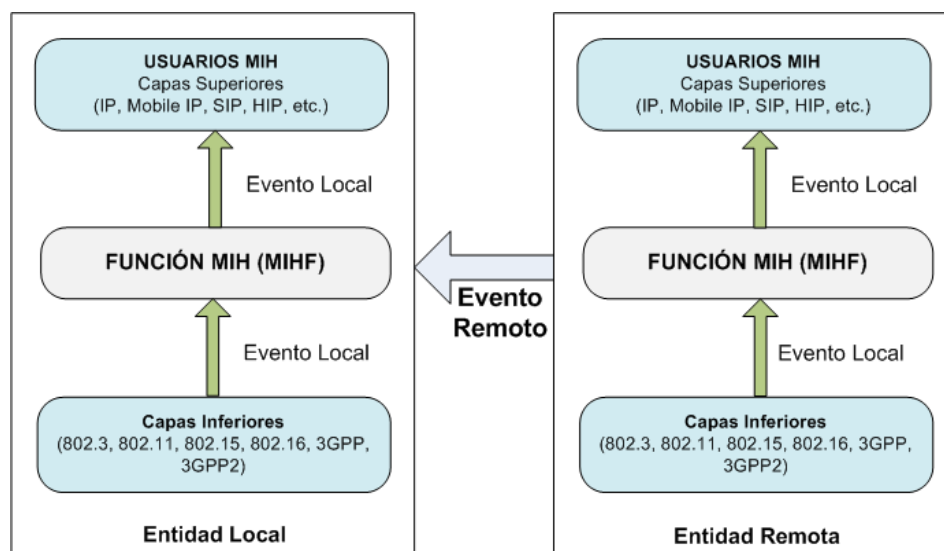 USUARIOS MIH
Capas Superiores
(IP, Mobile IP, SIP, HIP, etc.)
Evento Local
FUNCIÓN MIH (MIHF)
Evento Local
Capas Inferiores
(802.3, 802.11, 802.15, 802.16, 3GPP,
3GPP2)
Entidad Local
Evento
Remoto
USUARIOS MIH
Capas Superiores
(IP, Mobile IP, SIP, HIP, etc.)
Evento Local
FUNCIÓN MIH (MIHF)
Evento Local
Capas Inferiores
(802.3, 802.11, 802.15, 802.16, 3GPP,
3GPP2)
Entidad Remota